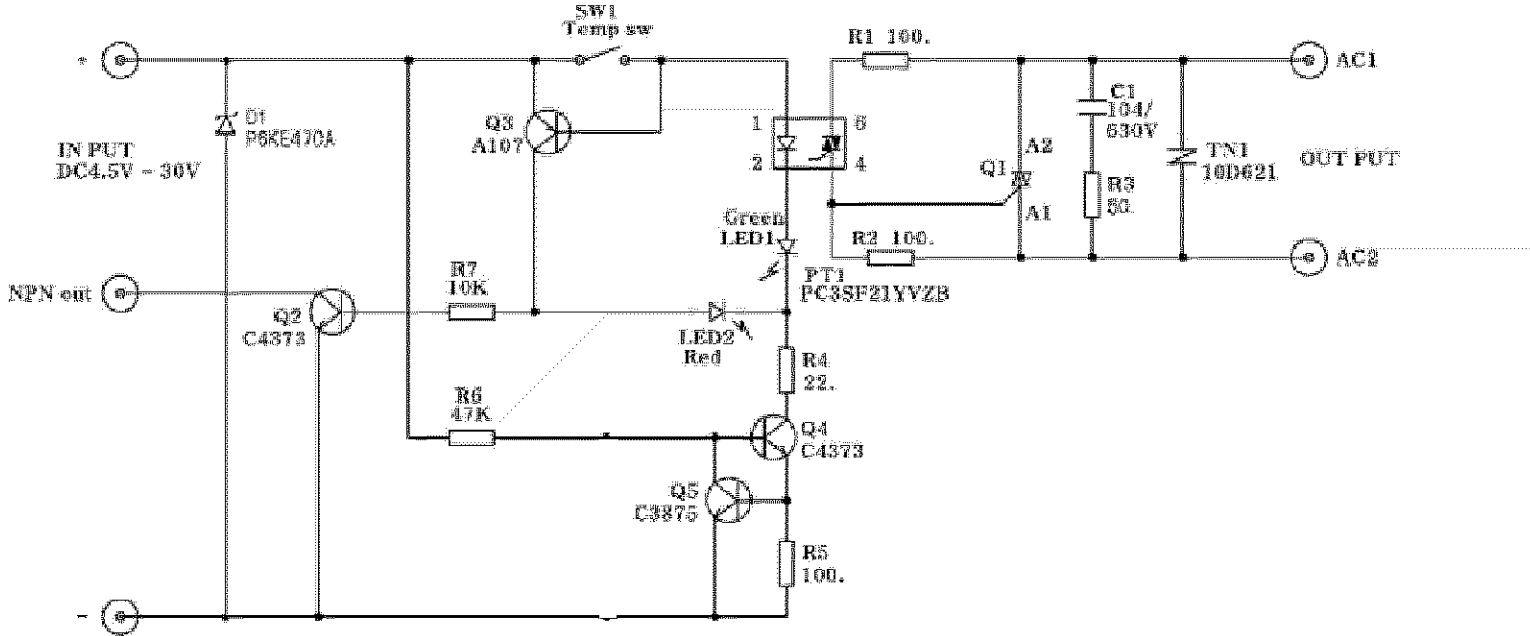 SW1
Temp sw
+
D1
P6KE470A
IN PUT
DC4.5V - 30V
Q3
A107
1
2
6
4
R1 100.
C1
104/
630V
AC1
A2
Q1
A1
TN1
10D621
OUT PUT
R3
50.
Green
LED1
R2 100.
AC2
PT1
PC3SF21YVZB
NPN out
R7
10K
Q2
C4373
LED2
Red
R4
22.
R6
47K
Q4
C4373
Q5
C3875
R5
100.
-